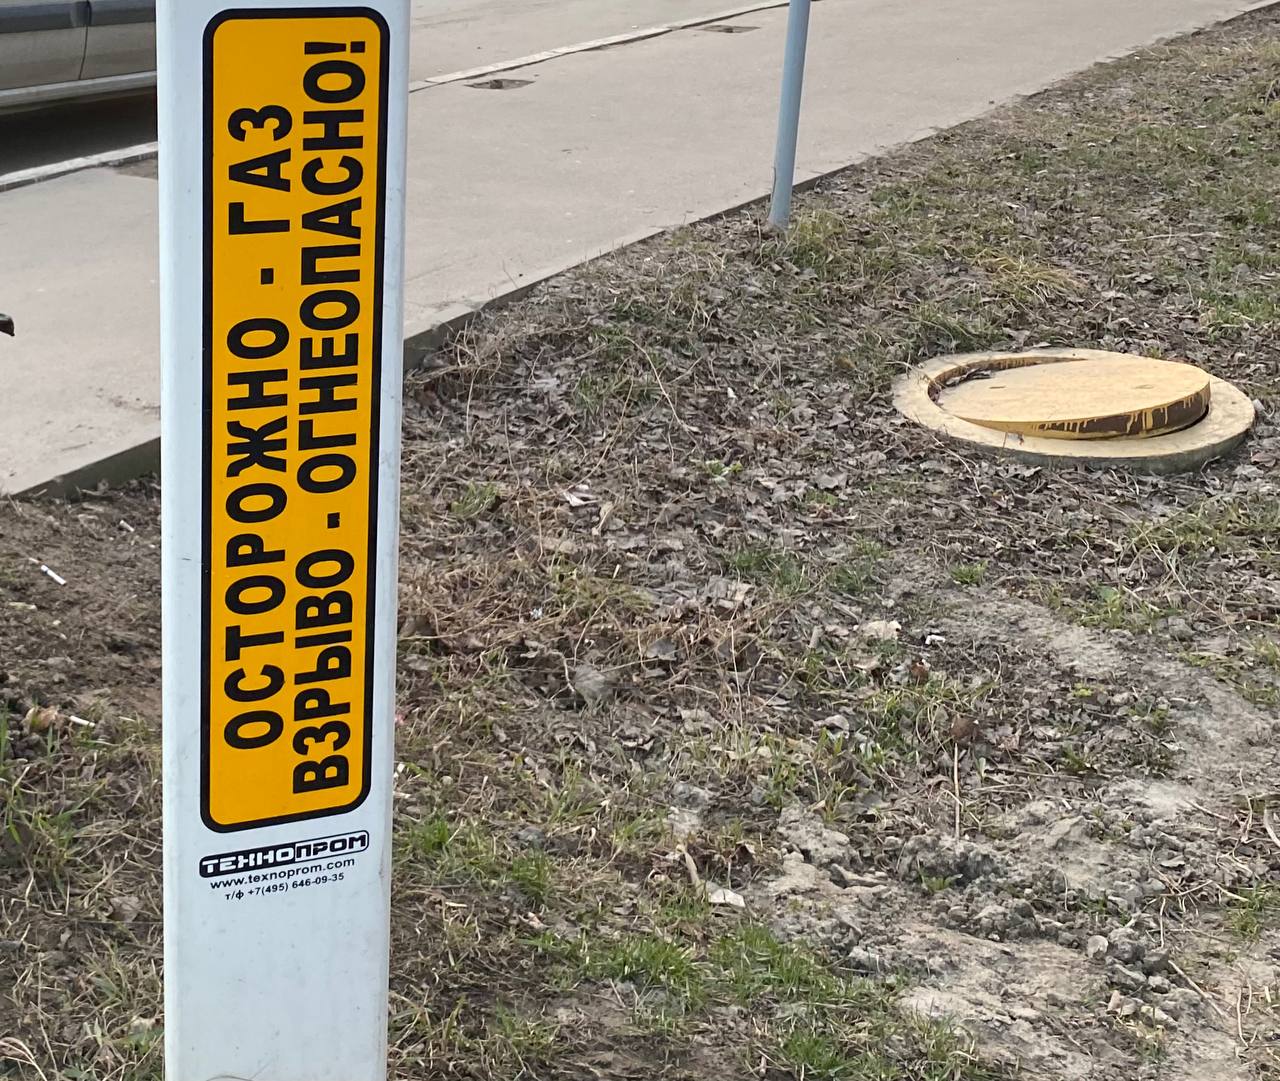 ОСТОРОЖНО - ГАЗ
ВЗРЫВО - ОГНЕОПАСНО!
ТЕХНОПРОМ
www.texnoprom.com
т/ф +7(495) 646-09-35